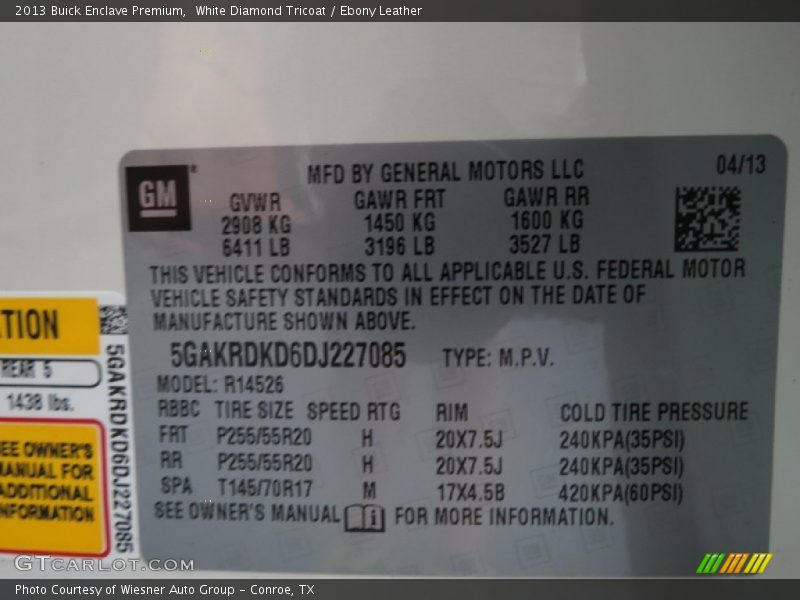 2013 Buick Enclave Premium,  White Diamond Tricoat / Ebony Leather
GM
MFD BY GENERAL MOTORS LLC
04/13
GVWR GAWR FRT GAWR RR
2908 KG 1450 KG 1600 KG
6411 LB 3196 LB 3527 LB
THIS VEHICLE CONFORMS TO ALL APPLICABLE U.S. FEDERAL MOTOR
VEHICLE SAFETY STANDARDS IN EFFECT ON THE DATE OF
MANUFACTURE SHOWN ABOVE.
5GAKRDKD6DJ227085 TYPE: M.P.V.
MODEL: R14526
RBBC TIRE SIZE SPEED RTG RIM COLD TIRE PRESSURE
FRT P255/55R20 H 20X7.5J 240KPA(35PSI)
RR P255/55R20 H 20X7.5J 240KPA(35PSI)
SPA T145/70R17 M 17X4.5B 420KPA(60PSI)
SEE OWNER'S MANUAL i FOR MORE INFORMATION.
TION
REAR 5
1438 lbs.
SEE OWNER'S
MANUAL FOR
ADDITIONAL
INFORMATION
5GAKRDKD6DJ227085
GTCARLOT.COM
Photo Courtesy of Wiesner Auto Group – Conroe, TX